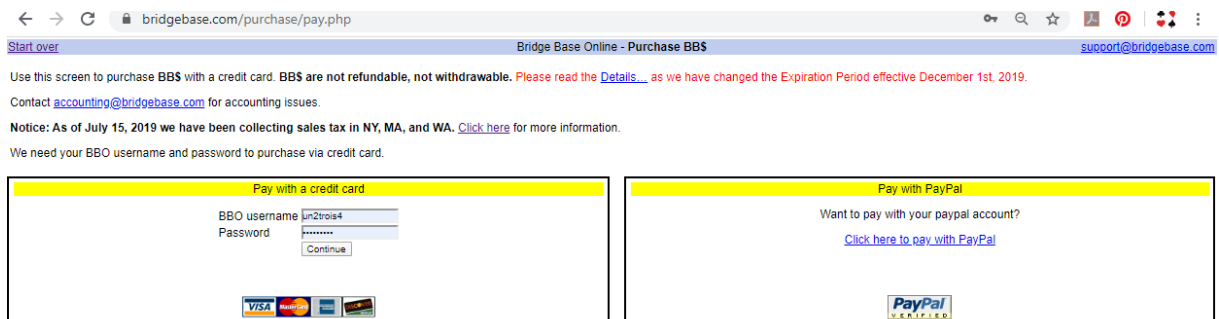 bridgebase.com/purchase/pay.php
Start over
Bridge Base Online - Purchase BB$
support@bridgebase.com
Use this screen to purchase BB$ with a credit card. BB$ are not refundable, not withdrawable. Please read the Details... as we have changed the Expiration Period effective December 1st, 2019.
Contact accounting@bridgebase.com for accounting issues.
Notice: As of July 15, 2019 we have been collecting sales tax in NY, MA, and WA. Click here for more information.
We need your BBO username and password to purchase via credit card.
Pay with a credit card
BBO username un2trois4
Password ·········
Continue
VISA MasterCard DISCOVER
Pay with PayPal
Want to pay with your paypal account?
Click here to pay with PayPal
PayPal
VERIFIED